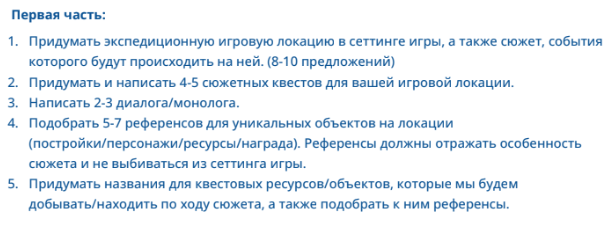 Первая часть:
1. Придумать экспедиционную игровую локацию в сеттинге игры, а также сюжет, события
которого будут происходить на ней. (8-10 предложений)
2. Придумать и написать 4-5 сюжетных квестов для вашей игровой локации.
3. Написать 2-3 диалога/монолога.
4. Подобрать 5-7 референсов для уникальных объектов на локации
(постройки/персонажи/ресурсы/награда). Референсы должны отражать особенность
сюжета и не выбиваться из сеттинга игры.
5. Придумать названия для квестовых ресурсов/объектов, которые мы будем
добывать/находить по ходу сюжета, а также подобрать к ним референсы.